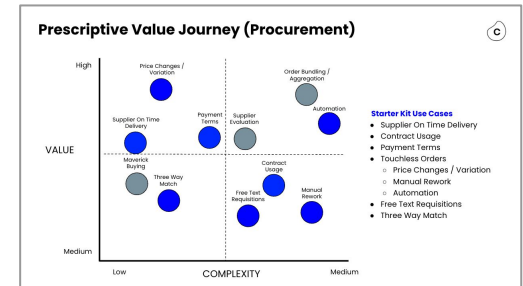 Prescriptive Value Journey (Procurement)
C
High
Price Changes /
Variation
Order Bundling /
Aggregation
Automation
Supplier On Time
Delivery
Payment
Terms
Supplier
Evaluation
VALUE
Maverick
Buying
Three Way
Match
Contract
Usage
Free Text
Requisitions
Manual
Rework
Medium
Low
COMPLEXITY
Medium
Starter Kit Use Cases
● Supplier On Time Delivery
● Contract Usage
● Payment Terms
● Touchless Orders
○ Price Changes / Variation
○ Manual Rework
○ Automation
● Free Text Requisitions
● Three Way Match